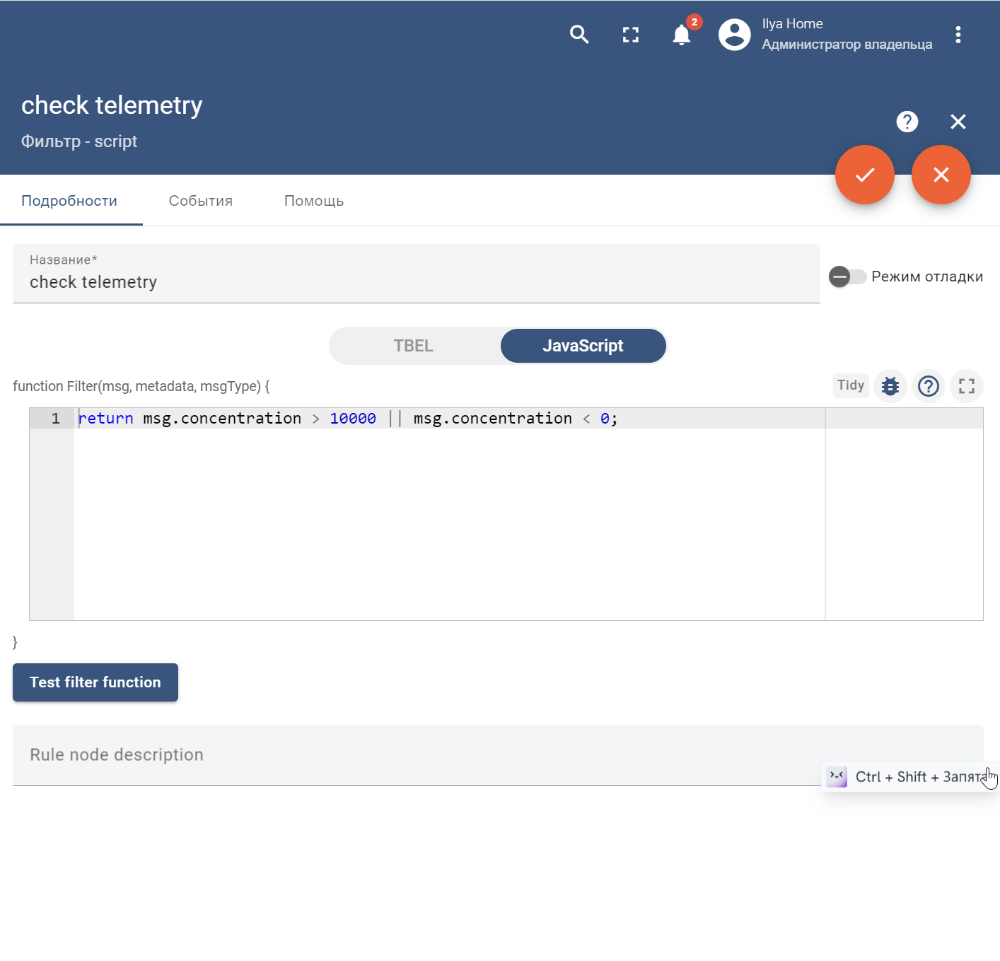 2
Ilya Home
Администратор владельца
check telemetry
Фильтр - script
Подробности
События
Помощь
Название*
check telemetry
Режим отладки
TBEL
JavaScript
function Filter(msg, metadata, msgType) {
Tidy
1
return msg.concentration > 10000 || msg.concentration < 0;
}
Test filter function
Rule node description
Ctrl + Shift +